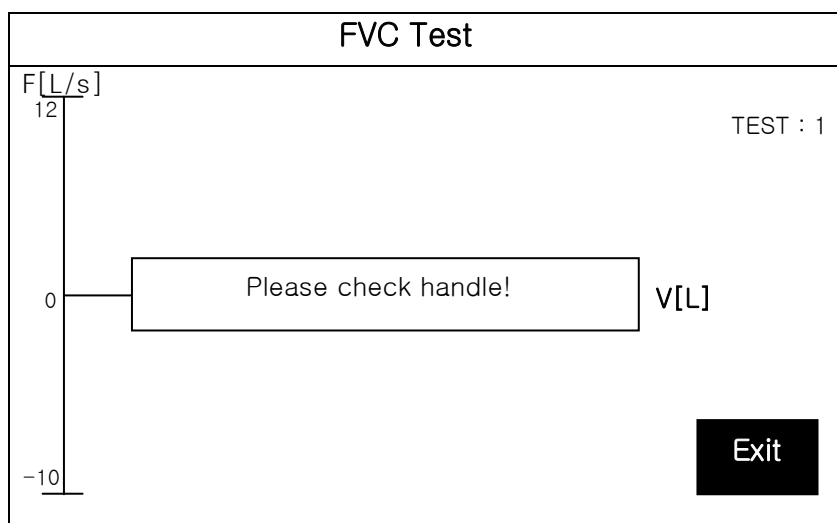 FVC Test
F[L/s]
12
TEST : 1
Please check handle!
0
V[L]
Exit
-10